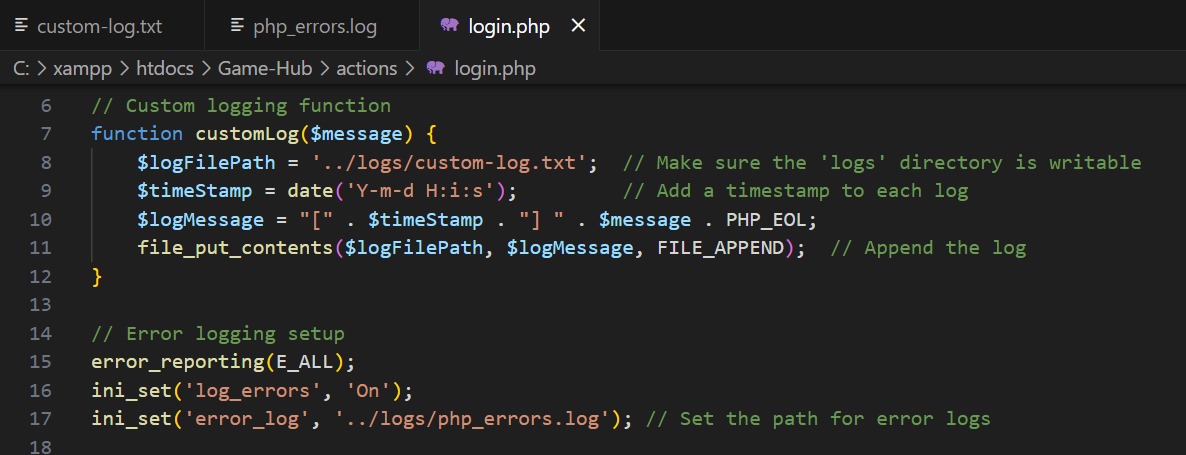 custom-log.txt php_errors.log login.php
C: > xampp > htdocs > Game-Hub > actions > login.php
6 // Custom logging function
7 function customLog($message) {
8     $logFilePath = '../logs/custom-log.txt';  // Make sure the 'logs' directory is writable
9     $timeStamp = date('Y-m-d H:i:s');         // Add a timestamp to each log
10     $logMessage = "[" . $timeStamp . "] " . $message . PHP_EOL;
11     file_put_contents($logFilePath, $logMessage, FILE_APPEND);  // Append the log
12 }
13
14 // Error logging setup
15 error_reporting(E_ALL);
16 ini_set('log_errors', 'On');
17 ini_set('error_log', '../logs/php_errors.log'); // Set the path for error logs
18